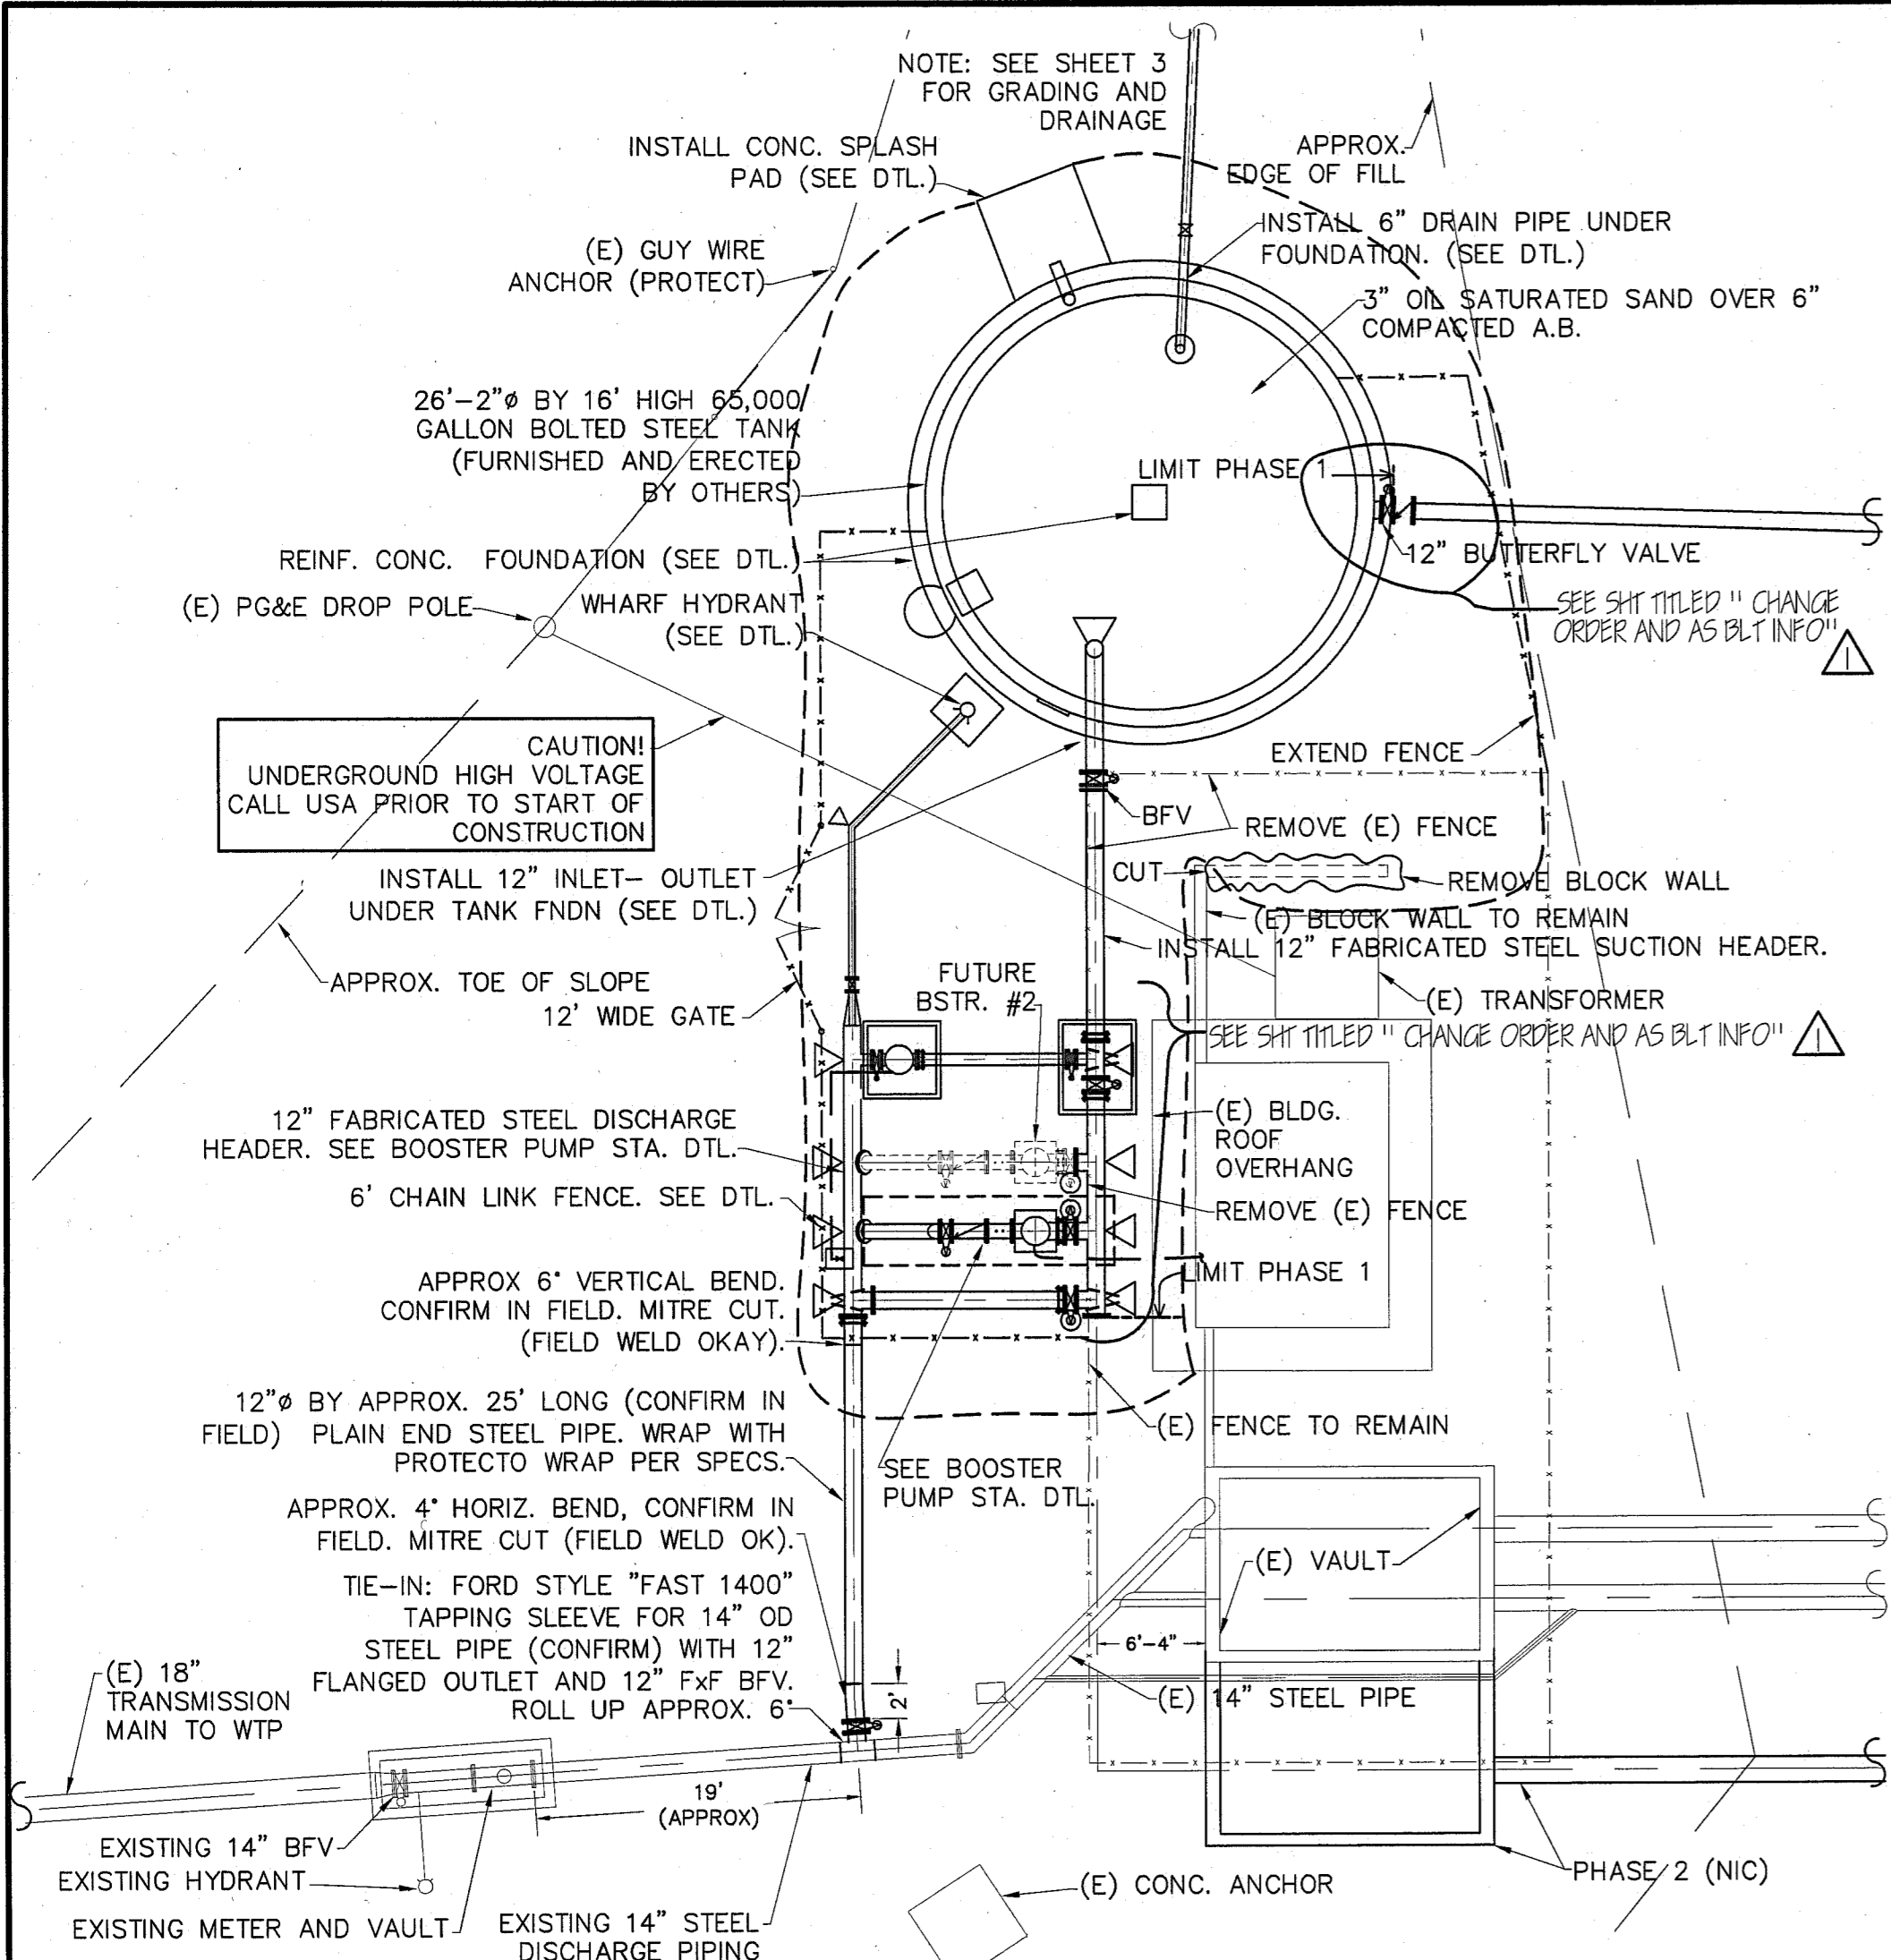 NOTE: SEE SHEET 3
FOR GRADING AND
DRAINAGE
INSTALL CONC. SPLASH
PAD (SEE DTL.)
APPROX.
EDGE OF FILL
INSTALL 6" DRAIN PIPE UNDER
FOUNDATION. (SEE DTL.)
(E) GUY WIRE
ANCHOR (PROTECT)
3" OIL SATURATED SAND OVER 6"
COMPACTED A.B.
26'-2"ø BY 16' HIGH 65,000
GALLON BOLTED STEEL TANK
(FURNISHED AND ERECTED
BY OTHERS)
LIMIT PHASE 1
REINF. CONC. FOUNDATION (SEE DTL.)
12" BUTTERFLY VALVE
(E) PG&E DROP POLE
WHARF HYDRANT
(SEE DTL.)
SEE SHT TITLED " CHANGE
ORDER AND AS BLT INFO"
1
CAUTION!
UNDERGROUND HIGH VOLTAGE
CALL USA PRIOR TO START OF
CONSTRUCTION
EXTEND FENCE
BFV
REMOVE (E) FENCE
CUT
REMOVE BLOCK WALL
INSTALL 12" INLET- OUTLET
UNDER TANK FNDN (SEE DTL.)
(E) BLOCK WALL TO REMAIN
INSTALL 12" FABRICATED STEEL SUCTION HEADER.
APPROX. TOE OF SLOPE
12' WIDE GATE
FUTURE
BSTR. #2
(E) TRANSFORMER
SEE SHT TITLED " CHANGE ORDER AND AS BLT INFO"
1
12" FABRICATED STEEL DISCHARGE
HEADER. SEE BOOSTER PUMP STA. DTL.
(E) BLDG.
ROOF
OVERHANG
6' CHAIN LINK FENCE. SEE DTL.
REMOVE (E) FENCE
APPROX 6° VERTICAL BEND.
CONFIRM IN FIELD. MITRE CUT.
(FIELD WELD OKAY).
LIMIT PHASE 1
12"ø BY APPROX. 25' LONG (CONFIRM IN
FIELD) PLAIN END STEEL PIPE. WRAP WITH
PROTECTO WRAP PER SPECS.
(E) FENCE TO REMAIN
SEE BOOSTER
PUMP STA. DTL.
APPROX. 4° HORIZ. BEND, CONFIRM IN
FIELD. MITRE CUT (FIELD WELD OK).
(E) VAULT
TIE-IN: FORD STYLE "FAST 1400"
TAPPING SLEEVE FOR 14" OD
STEEL PIPE (CONFIRM) WITH 12"
FLANGED OUTLET AND 12" FxF BFV.
ROLL UP APPROX. 6°
6'-4"
2'
(E) 14" STEEL PIPE
(E) 18"
TRANSMISSION
MAIN TO WTP
19'
(APPROX)
EXISTING 14" BFV
EXISTING HYDRANT
EXISTING METER AND VAULT
EXISTING 14" STEEL
DISCHARGE PIPING
(E) CONC. ANCHOR
PHASE 2 (NIC)